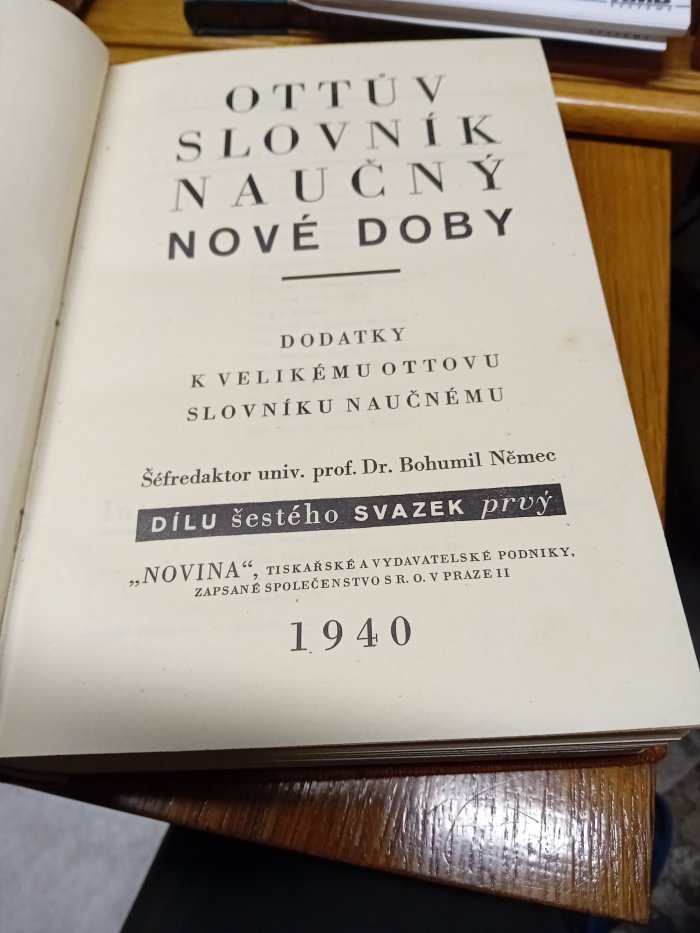 OTTŮV
SLOVNÍK
NAUČNÝ
NOVÉ DOBY
DODATKY
K VELIKÉMU OTTOVU
SLOVNÍKU NAUČNÉMU
Šéfredaktor univ. prof. Dr. Bohumil Němec
DÍLU šestého SVAZEK prvý
„NOVINA“, TISKAŘSKÉ A VYDAVATELSKÉ PODNIKY,
ZAPSANÉ SPOLEČENSTVO S R. O. V PRAZE II
1940